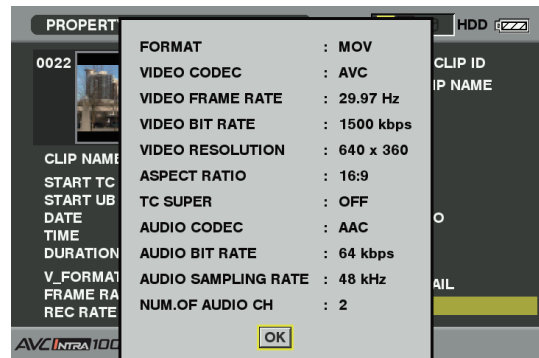 PROPERT HDD
0022 CLIP ID
IP NAME
FORMAT : MOV
VIDEO CODEC : AVC
VIDEO FRAME RATE : 29.97 Hz
VIDEO BIT RATE : 1500 kbps
VIDEO RESOLUTION : 640 x 360
ASPECT RATIO : 16:9
TC SUPER : OFF
AUDIO CODEC : AAC
AUDIO BIT RATE : 64 kbps
AUDIO SAMPLING RATE : 48 kHz
NUM.OF AUDIO CH : 2
OK
CLIP NAME
START TC
START UB
DATE O
TIME
DURATION
V_FORMAT AIL
FRAME RA
REC RATE
AVC INTRA 100